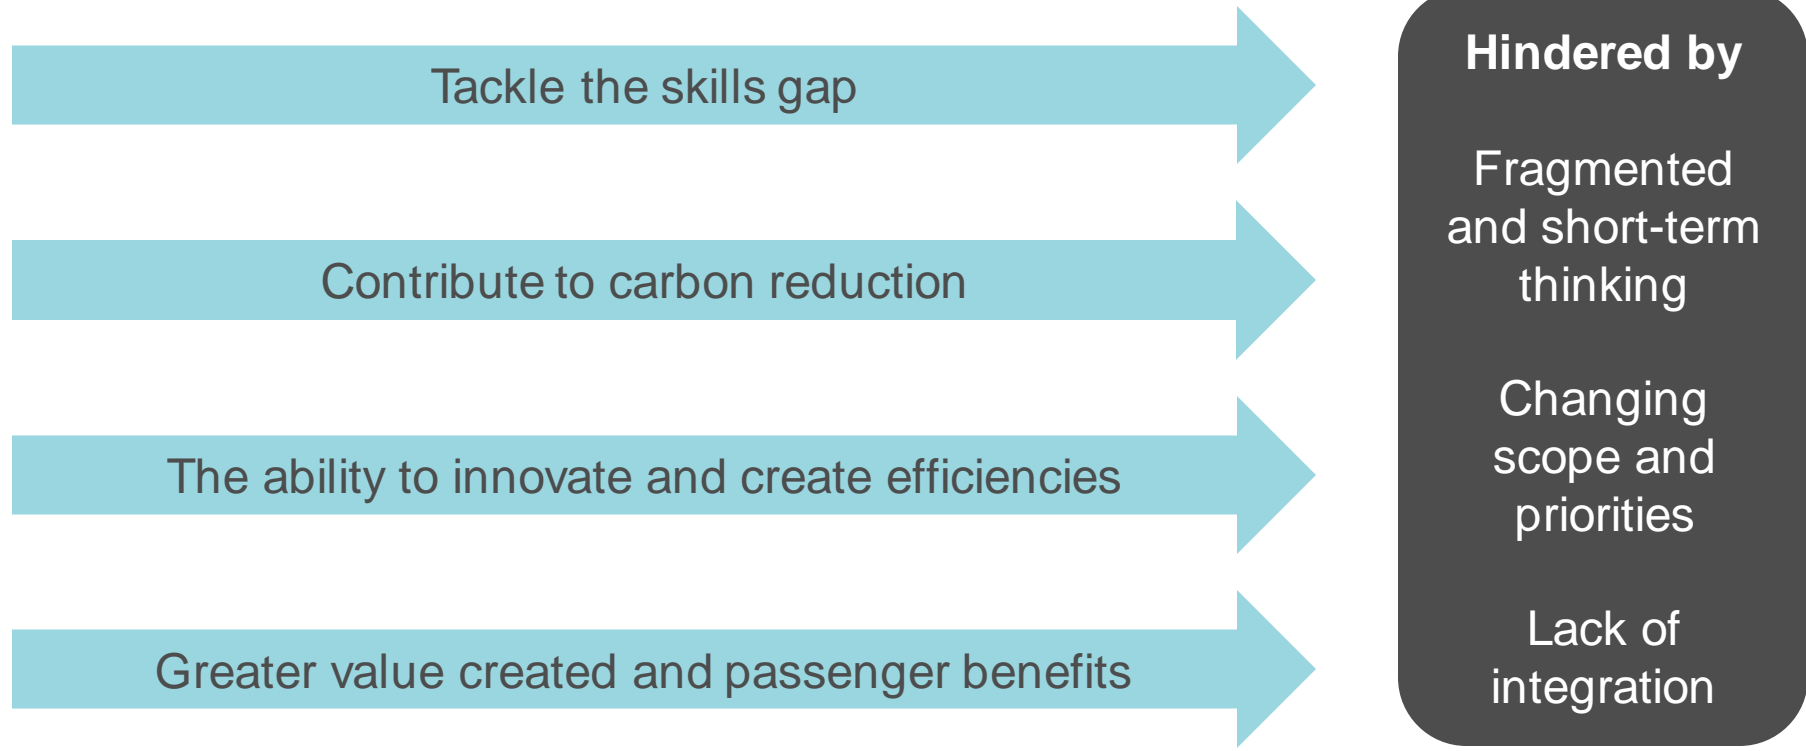 Tackle the skills gap
Contribute to carbon reduction
The ability to innovate and create efficiencies
Greater value created and passenger benefits
Hindered by
Fragmented
and short-term
thinking
Changing
scope and
priorities
Lack of
integration